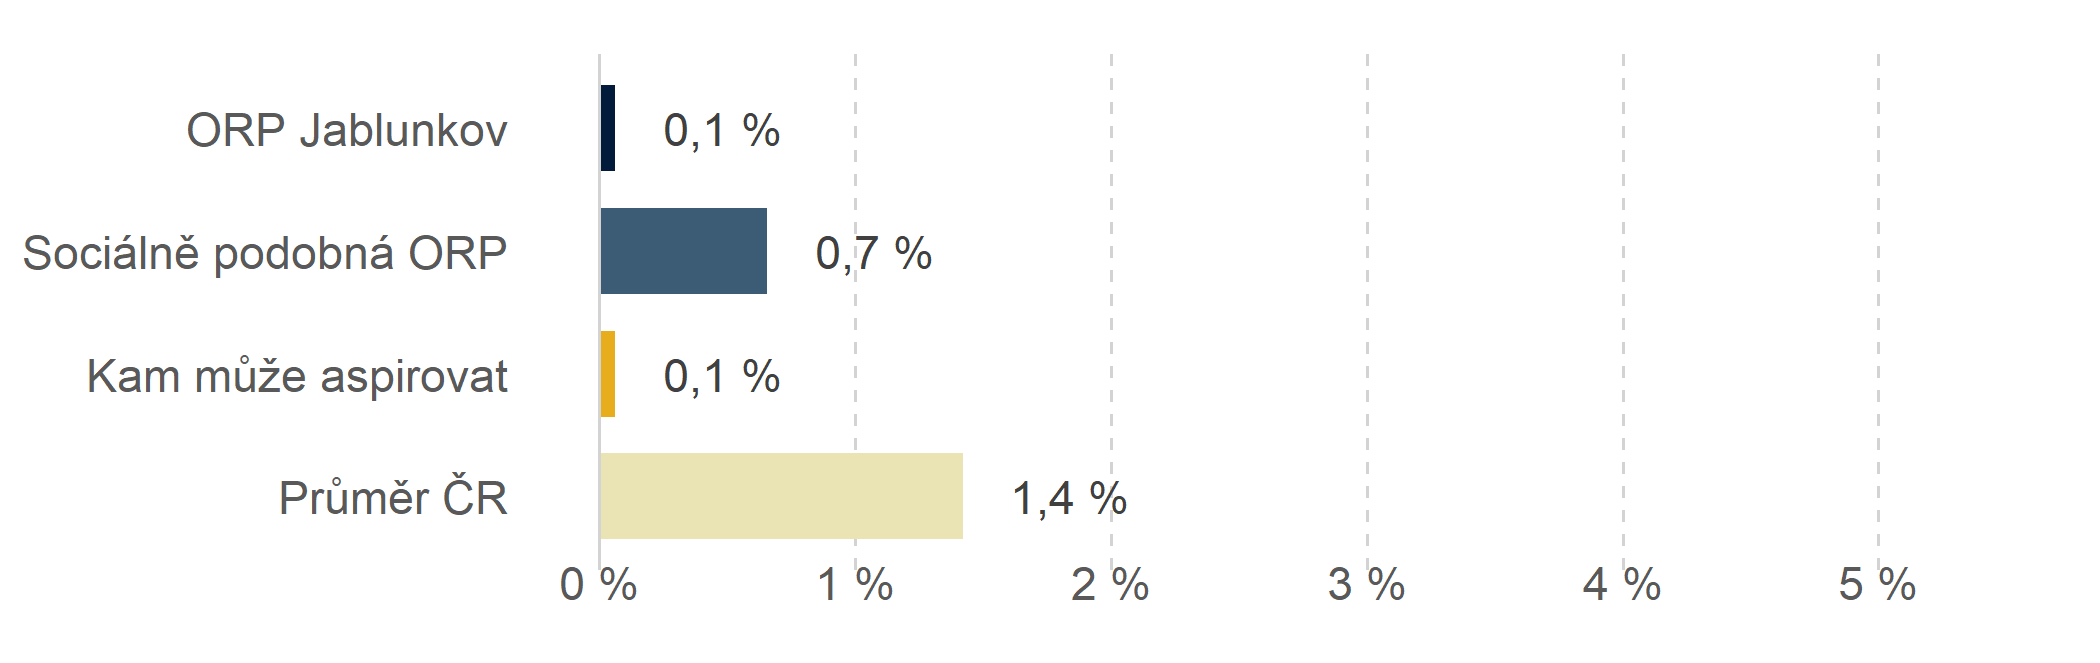 ORP Jablunkov 0,1 %
Sociálně podobná ORP 0,7 %
Kam může aspirovat 0,1 %
Průměr ČR 1,4 %
0 % 1 % 2 % 3 % 4 % 5 %